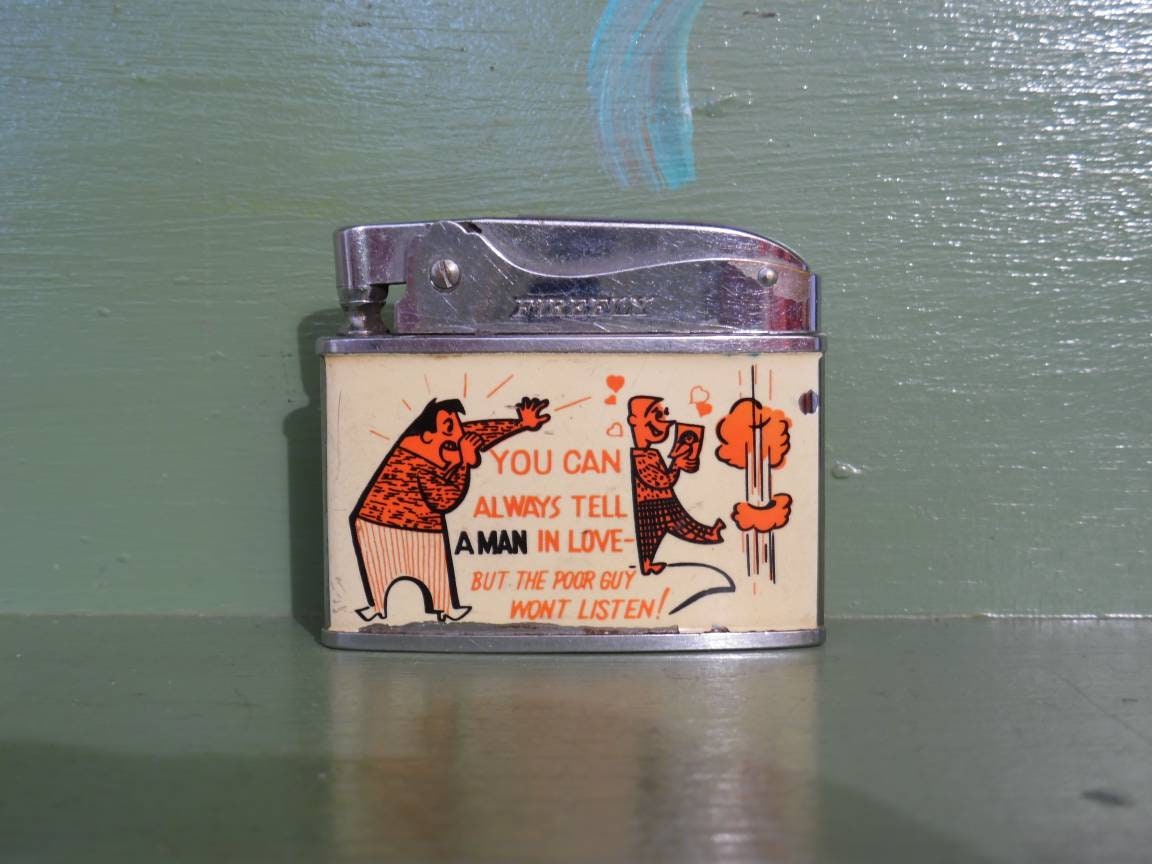 FIREFLY
YOU CAN
ALWAYS TELL
A MAN IN LOVE-
BUT THE POOR GUY
WONT LISTEN!